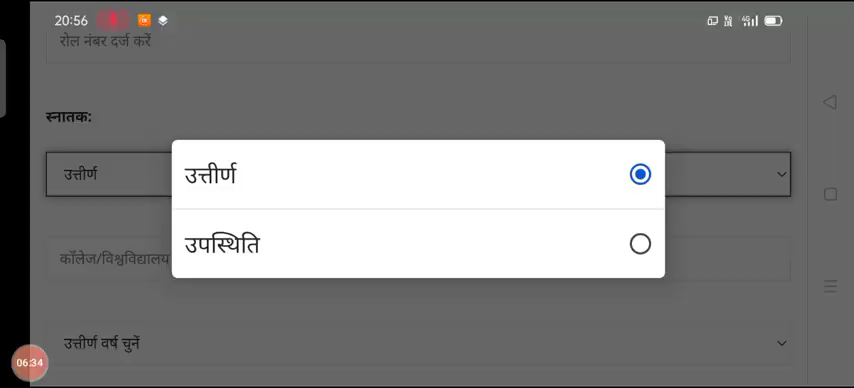 20:56
रोल नंबर दर्ज करें
स्नातक:
उत्तीर्ण
उत्तीर्ण
उपस्थिति
कॉलेज/विश्वविद्यालय
उत्तीर्ण वर्ष चुनें
06:34